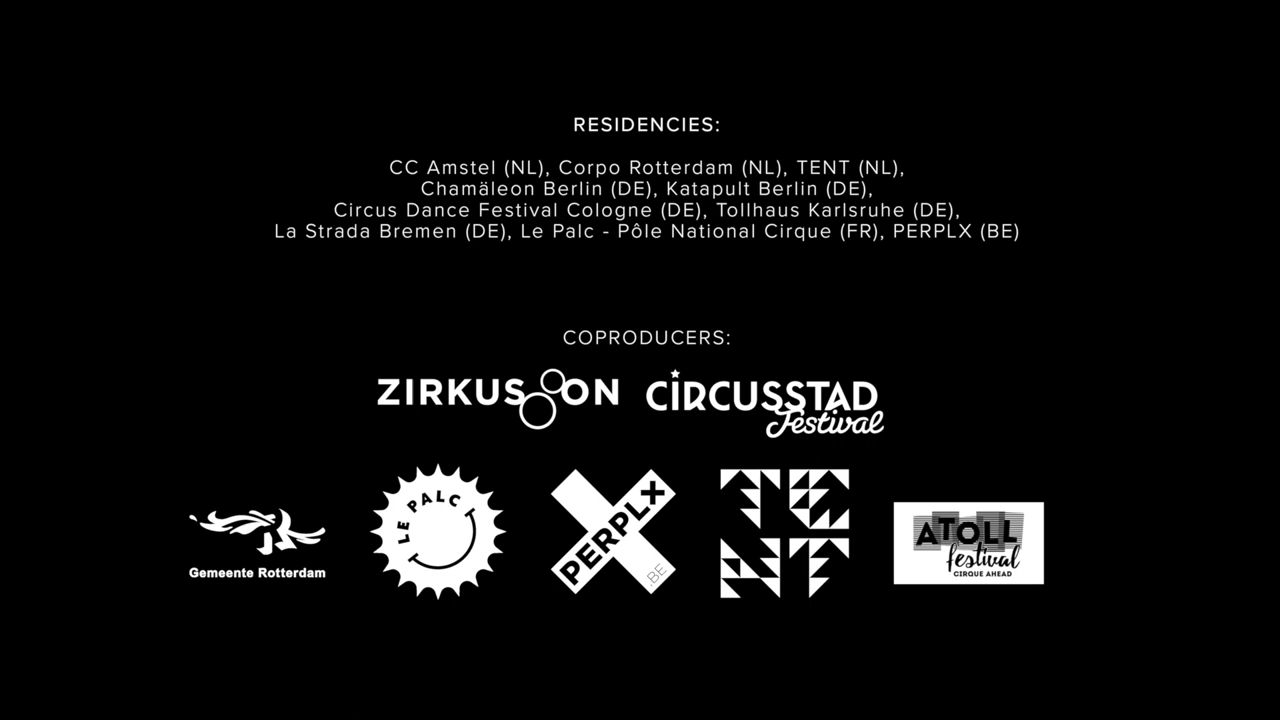 RESIDENCIES:
CC Amstel (NL), Corpo Rotterdam (NL), TENT (NL),
Chamäleon Berlin (DE), Katapult Berlin (DE),
Circus Dance Festival Cologne (DE), Tollhaus Karlsruhe (DE),
La Strada Bremen (DE), Le Palc - Pôle National Cirque (FR), PERPLX (BE)
COPRODUCERS:
ZIRKUS ON
CIRCUSSTAD
Festival
Gemeente Rotterdam
LE PALC
PERPLX
.BE
TE
NT
ATOLL
festival
CIRQUE AHEAD